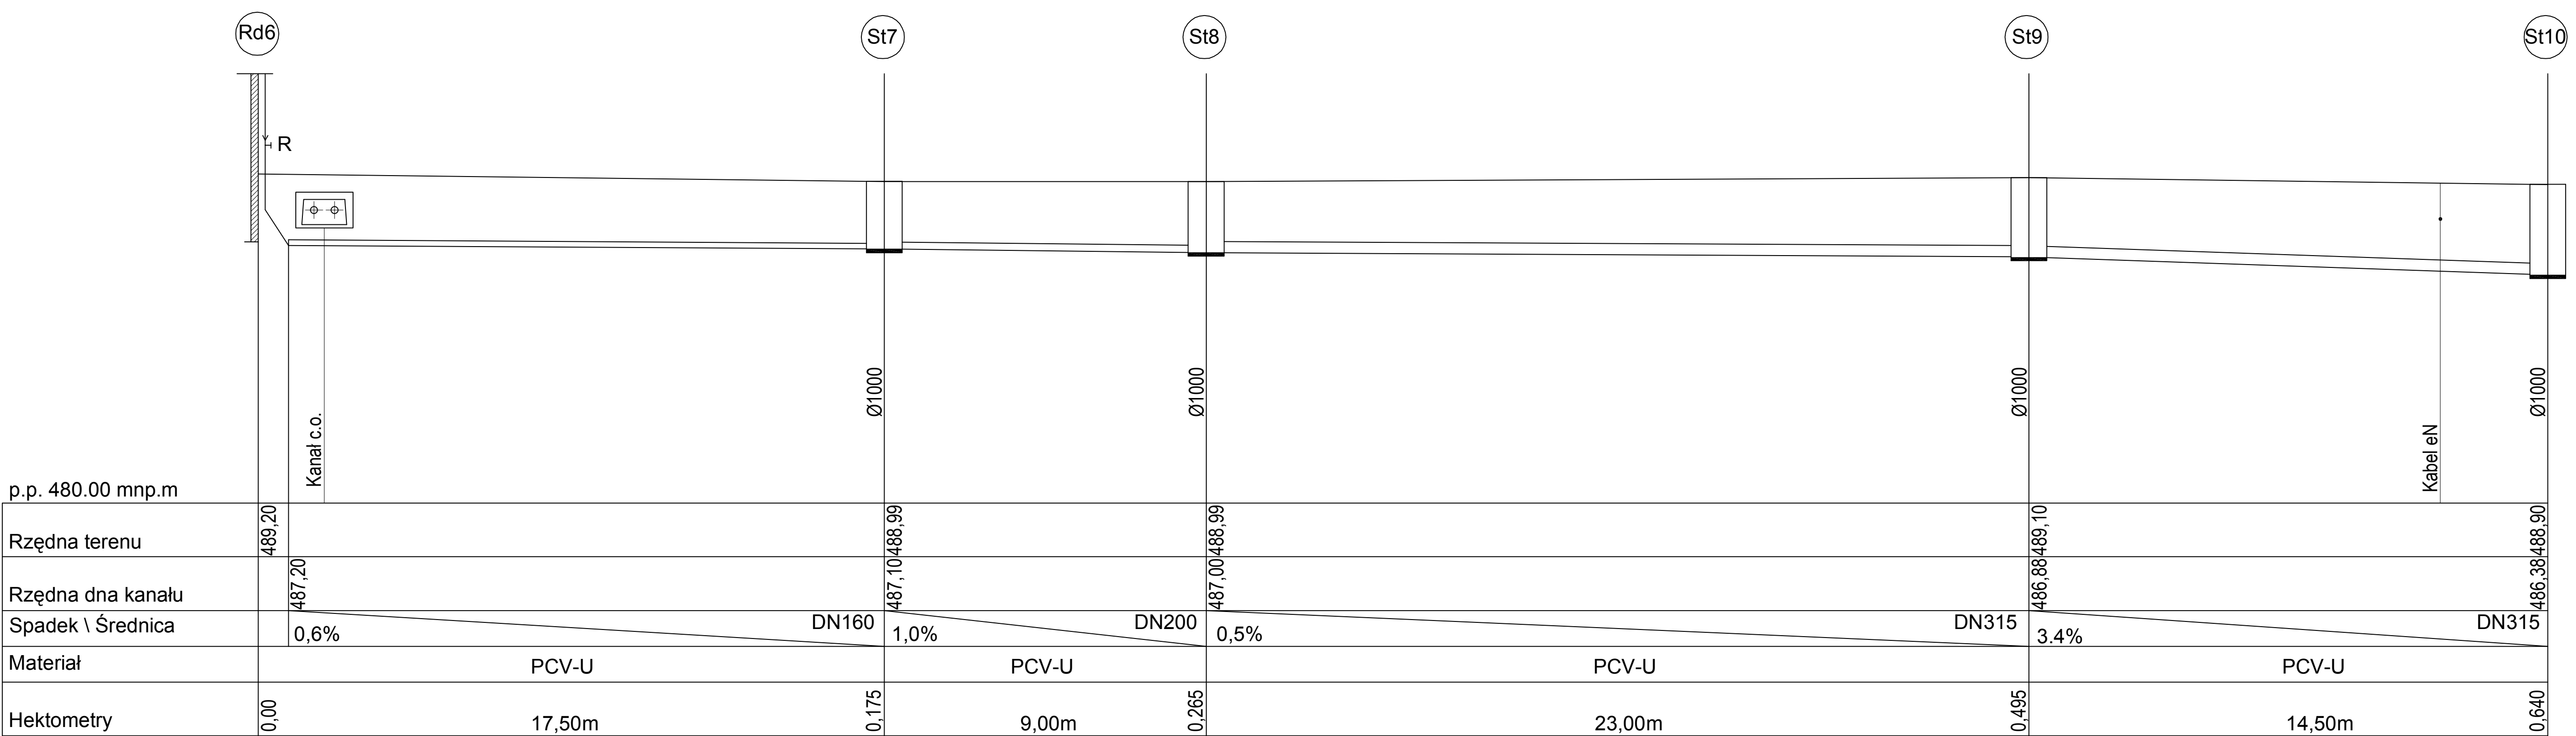 Rd6 St7 St8 St9 St10
R
Ø1000 Ø1000 Ø1000 Ø1000
Kanał c.o.
Kabel eN
p.p. 480.00 mnp.m
Rzędna terenu 489,20 488,99 488,99 489,10 488,90
Rzędna dna kanału 487,20 487,10 487,00 486,88 486,38
Spadek \ Średnica 0,6% DN160 1,0% DN200 0,5% DN315 3.4% DN315
Materiał PCV-U PCV-U PCV-U PCV-U
Hektometry 0,00 17,50m 0,175 9,00m 0,265 23,00m 0,495 14,50m 0,640